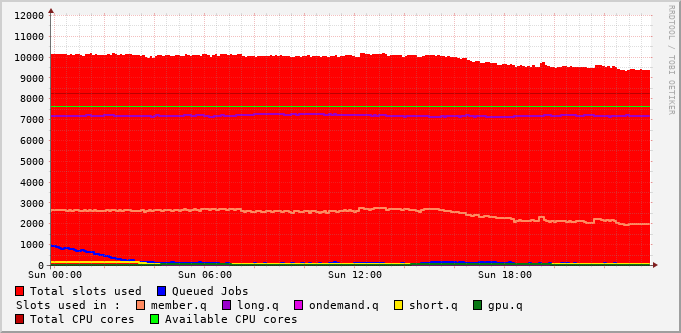 12000
11000
10000
9000
8000
7000
6000
5000
4000
3000
2000
1000
0
Sun 00:00 Sun 06:00 Sun 12:00 Sun 18:00
Total slots used Queued Jobs
Slots used in : member.q long.q ondemand.q short.q gpu.q
Total CPU cores Available CPU cores
RRDTOOL / TOBI OETIKER